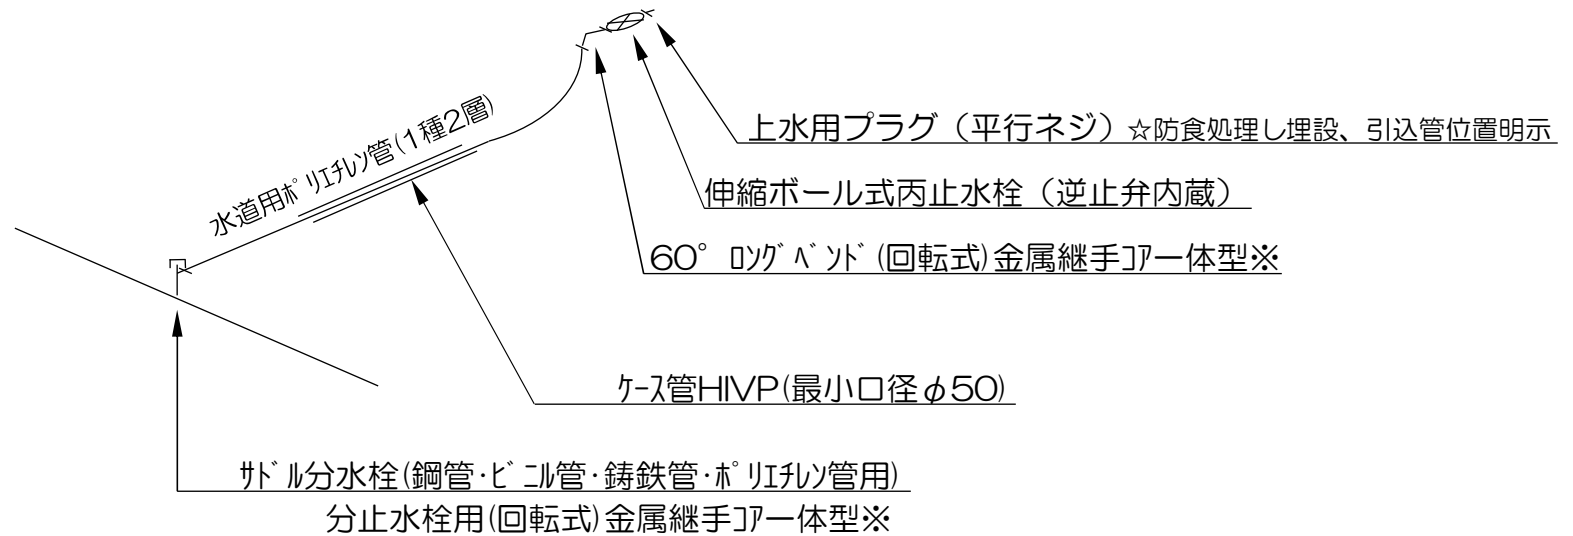 水道用ﾎﾟﾘｴﾁﾚﾝ管(1種2層)
上水用プラグ（平行ネジ）☆防食処理し埋設、引込管位置明示
伸縮ボール式丙止水栓（逆止弁内蔵）
60°ﾛﾝｸﾞﾍﾞﾝﾄﾞ(回転式)金属継手ｺｱ一体型※
ｹｰｽ管HIVP(最小口径φ50)
ｻﾄﾞﾙ分水栓(鋼管･ﾋﾞﾆﾙ管･鋳鉄管･ﾎﾟﾘｴﾁﾚﾝ管用)
分止水栓用(回転式)金属継手ｺｱ一体型※